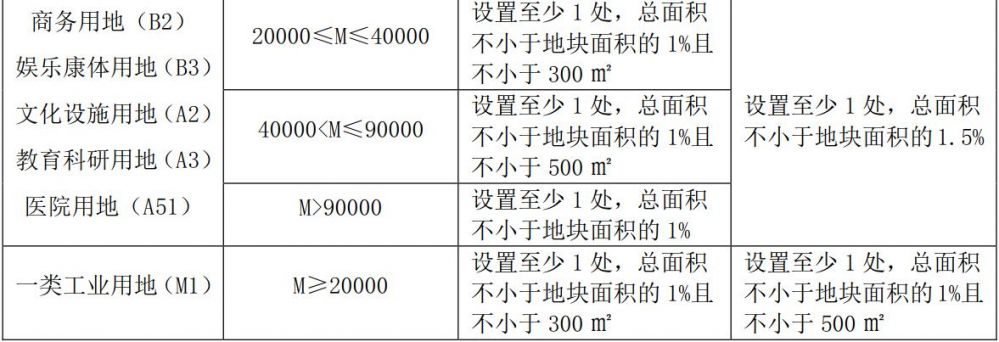 商务用地（B2）
娱乐康体用地（B3）
文化设施用地（A2）
教育科研用地（A3）
医院用地（A51）
20000≤M≤40000
设置至少 1 处，总面积
不小于地块面积的 1%且
不小于 300 ㎡
40000<M≤90000
设置至少 1 处，总面积
不小于地块面积的 1%且
不小于 500 ㎡
M>90000
设置至少 1 处，总面积
不小于地块面积的 1%
设置至少 1 处，总面积
不小于地块面积的 1.5%
一类工业用地（M1）
M≥20000
设置至少 1 处，总面积
不小于地块面积的 1%且
不小于 300 ㎡
设置至少 1 处，总面积
不小于地块面积的 1%且
不小于 500 ㎡